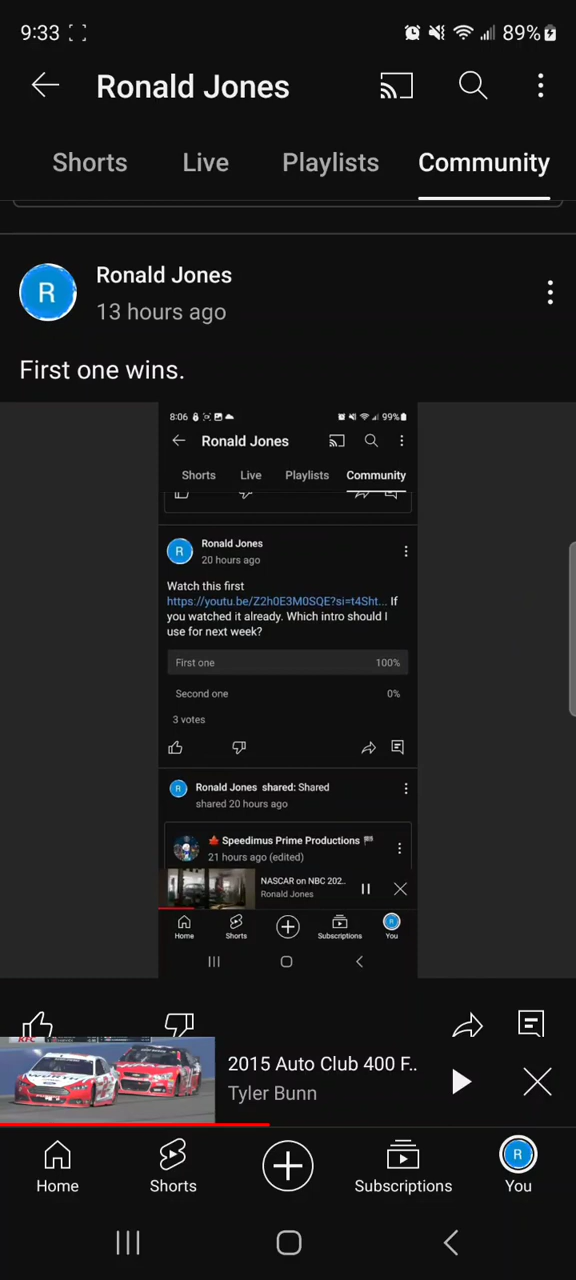 9:33
89%
Ronald Jones
Shorts Live Playlists Community
R
Ronald Jones
13 hours ago
First one wins.
8:06
99%
Ronald Jones
Shorts Live Playlists Community
R
Ronald Jones
20 hours ago
Watch this first
https://youtu.be/Z2h0E3M0SQE?si=t4Sht... If
you watched it already. Which intro should I
use for next week?
First one 100%
Second one 0%
3 votes
R
Ronald Jones shared: Shared
shared 20 hours ago
Speedimus Prime Productions
21 hours ago (edited)
NASCAR on NBC 202..
Ronald Jones
Home Shorts Subscriptions You
R
KFC
2015 Auto Club 400 F..
Tyler Bunn
R
Home Shorts Subscriptions You